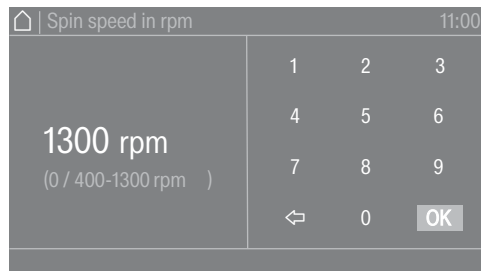 | Spin speed in rpm 11:00
1 2 3
4 5 6
1300 rpm
(0 / 400-1300 rpm )
7 8 9
0 OK